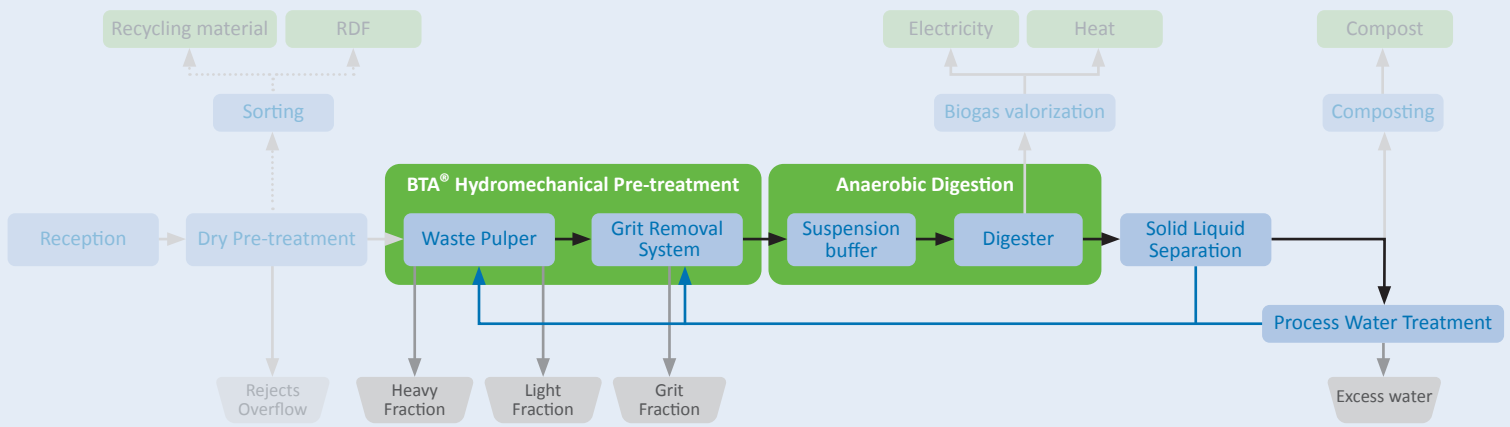 Recycling material
RDF
Electricity
Heat
Compost
Sorting
Biogas valorization
Composting
BTA® Hydromechanical Pre-treatment
Anaerobic Digestion
Reception
Dry Pre-treatment
Waste Pulper
Grit Removal
System
Suspension
buffer
Digester
Solid Liquid
Separation
Process Water Treatment
Rejects
Overflow
Heavy
Fraction
Light
Fraction
Grit
Fraction
Excess water